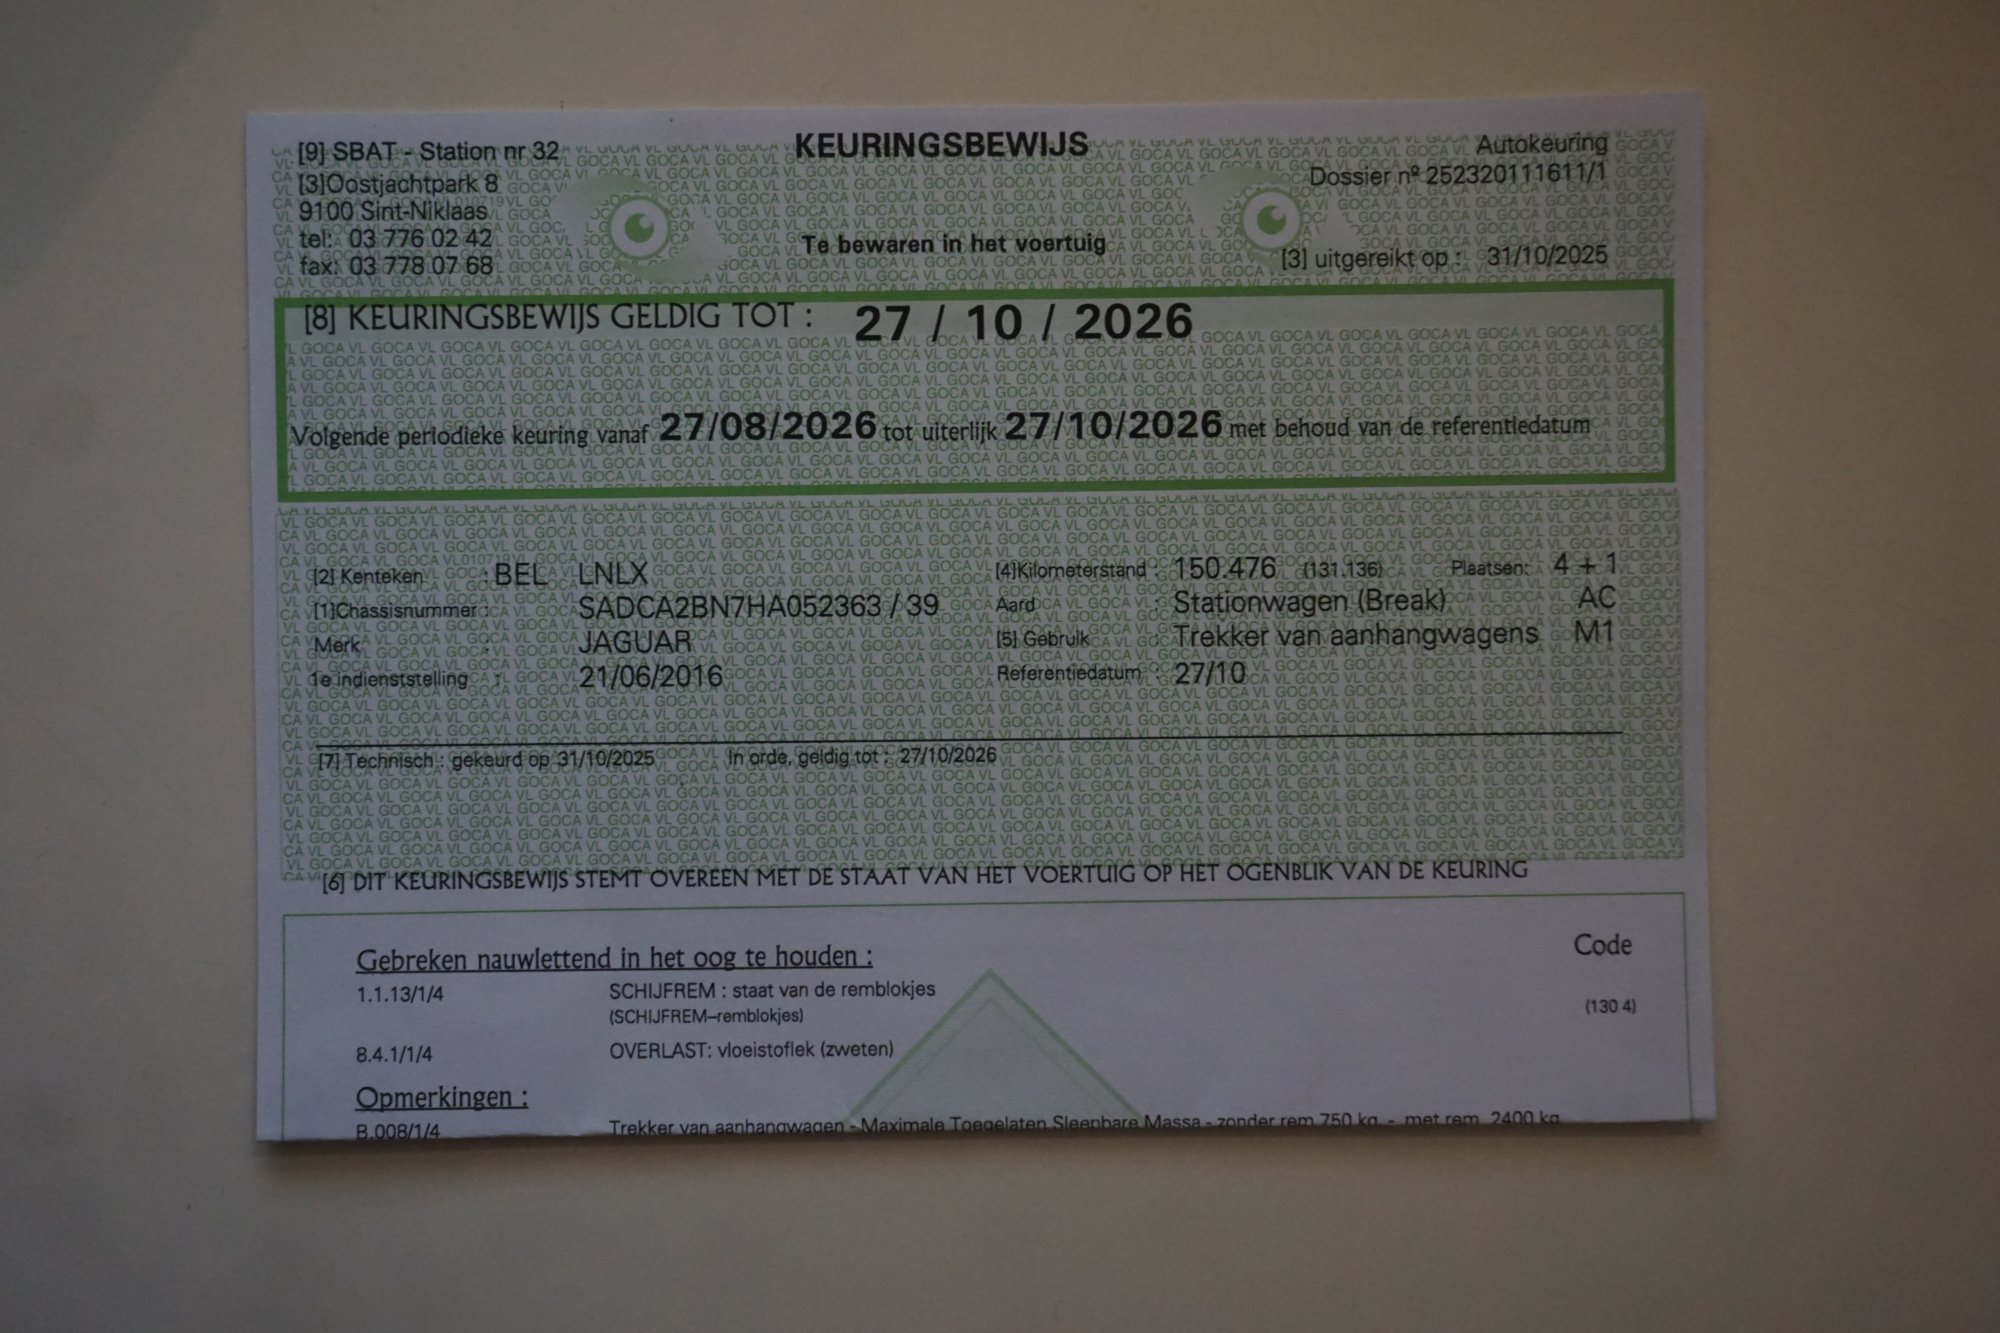 [9] SBAT - Station nr 32
[3]Oostjachtpark 8
9100 Sint-Niklaas
tel: 03 776 02 42
fax: 03 778 07 68
KEURINGSBEWIJS
Te bewaren in het voertuig
Autokeuring
Dossier nº 252320111611/1
[3] uitgereikt op : 31/10/2025
[8] KEURINGSBEWIJS GELDIG TOT : 27 / 10 / 2026
Volgende periodieke keuring vanaf 27/08/2026 tot uiterlijk 27/10/2026 met behoud van de referentiedatum
[2] Kenteken : BEL LNLX
[1]Chassisnummer : SADCA2BN7HA052363 / 39
Merk : JAGUAR
1e indienststelling : 21/06/2016
[4]Kilometerstand : 150.476 (131.136) Plaatsen: 4 + 1
Aard : Stationwagen (Break) AC
[5] Gebruik : Trekker van aanhangwagens M1
Referentiedatum : 27/10
[7] Technisch : gekeurd op 31/10/2025 In orde, geldig tot : 27/10/2026
[6] DIT KEURINGSBEWIJS STEMT OVEREEN MET DE STAAT VAN HET VOERTUIG OP HET OGENBLIK VAN DE KEURING
Gebreken nauwlettend in het oog te houden : Code
1.1.13/1/4 SCHIJFREM : staat van de remblokjes
(SCHIJFREM–remblokjes) (130 4)
8.4.1/1/4 OVERLAST: vloeistoflek (zweten)
Opmerkingen :
B.008/1/4 Trekker van aanhangwagen - Maximale Toegelaten Sleepbare Massa - zonder rem 750 kg - met rem 2400 kg